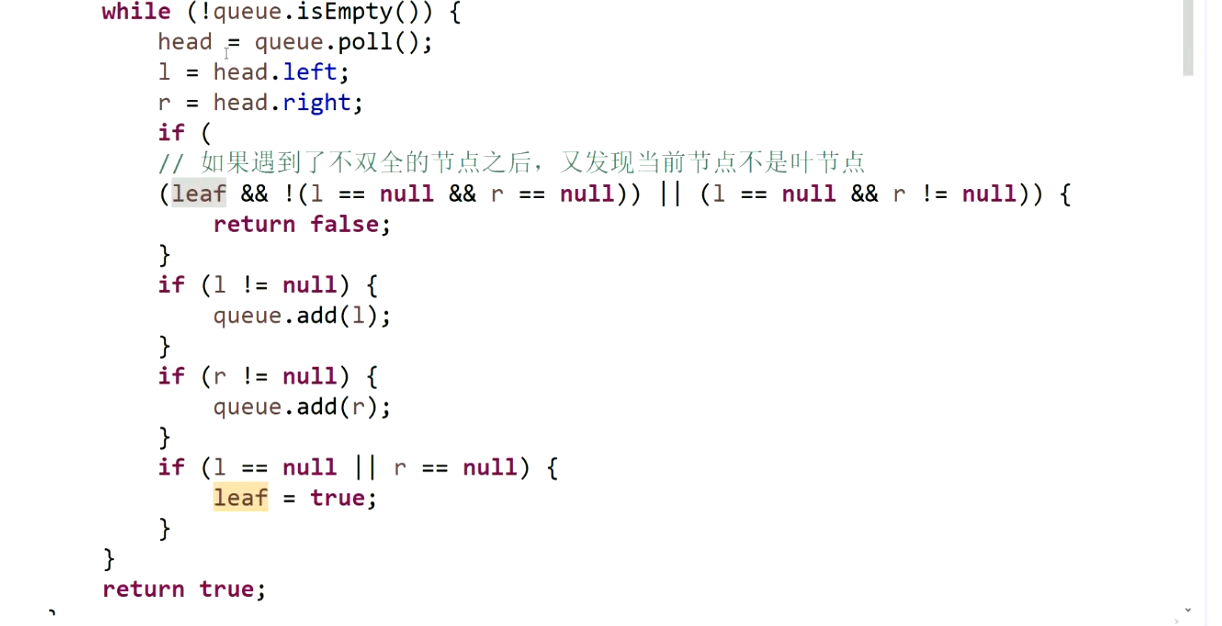 while (!queue.isEmpty()) {
head = queue.poll();
l = head.left;
r = head.right;
if (
// 如果遇到了不双全的节点之后，又发现当前节点不是叶节点
(leaf && !(l == null && r == null)) || (l == null && r != null)) {
return false;
}
if (l != null) {
queue.add(l);
}
if (r != null) {
queue.add(r);
}
if (l == null || r == null) {
leaf = true;
}
}
return true;
}